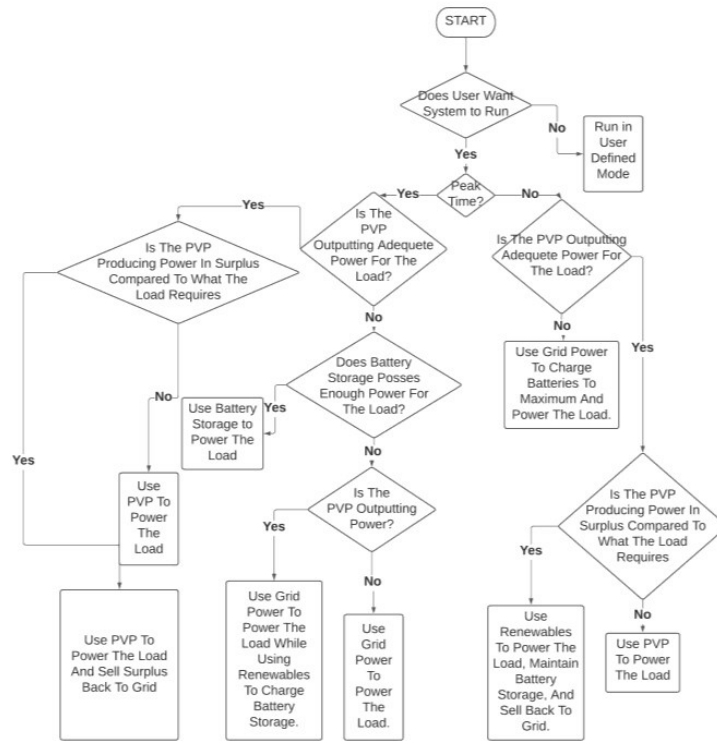 START
Does User Want
System to Run
No
Run in
User
Defined
Mode
Yes
Peak
Time?
Yes
No
Yes
Is The
PVP
Outputting Adequete
Power For The
Load?
Is The PVP Outputting
Adequete Power For
The Load?
Is The PVP
Producing Power In Surplus
Compared To What The
Load Requires
No
No
Yes
Use Grid Power
To Charge
Batteries To
Maximum And
Power The Load.
Does Battery
Storage Posses
Enough Power For
The Load?
No
Yes
Use Battery
Storage to
Power The
Load
No
Yes
Use
PVP To
Power
The
Load
Is The
PVP Outputting
Power?
Yes
No
Is The PVP
Producing Power In
Surplus Compared To
What The Load
Requires
Yes
No
Use PVP To
Power The Load
And Sell Surplus
Back To Grid
Use Grid
Power To
Power The
Load While
Using
Renewables
To Charge
Battery
Storage.
Use
Grid
Power
To
Power
The
Load.
Use
Renewables
To Power The
Load, Maintain
Battery
Storage, And
Sell Back To
Grid.
Use PVP
To Power
The Load